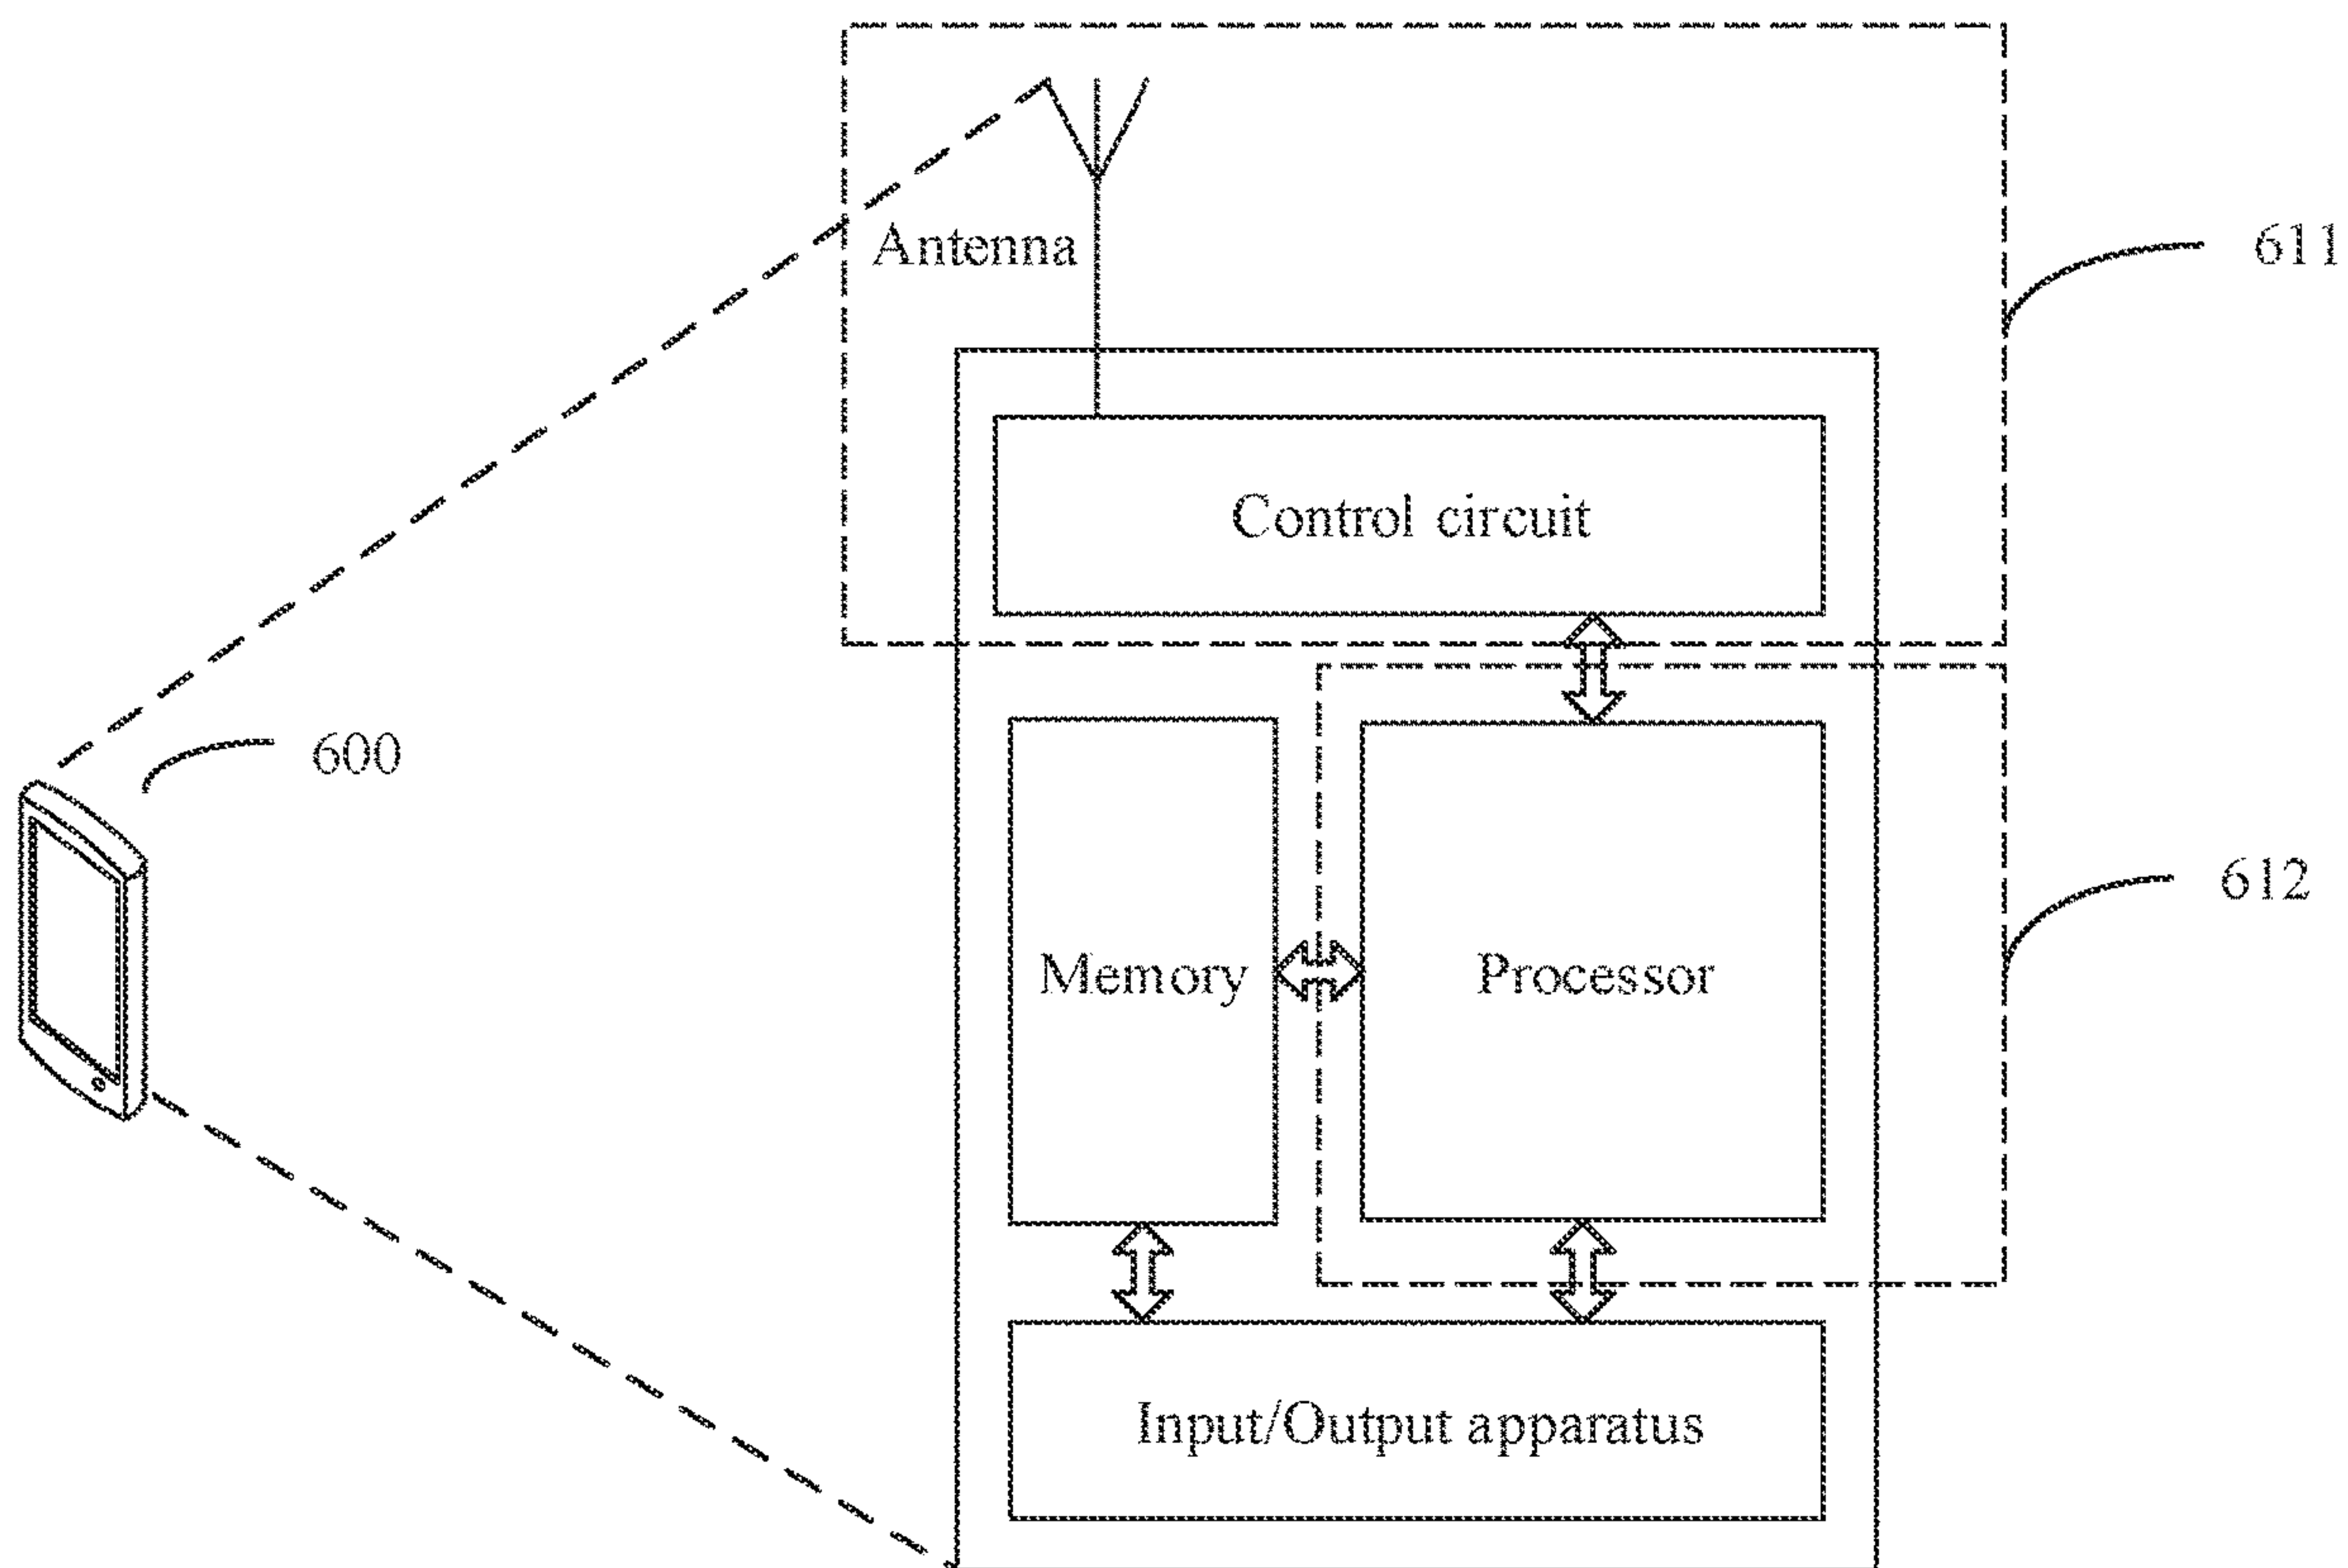 Antenna
611
Control circuit
600
612
Memory
Processor
Input/Output apparatus